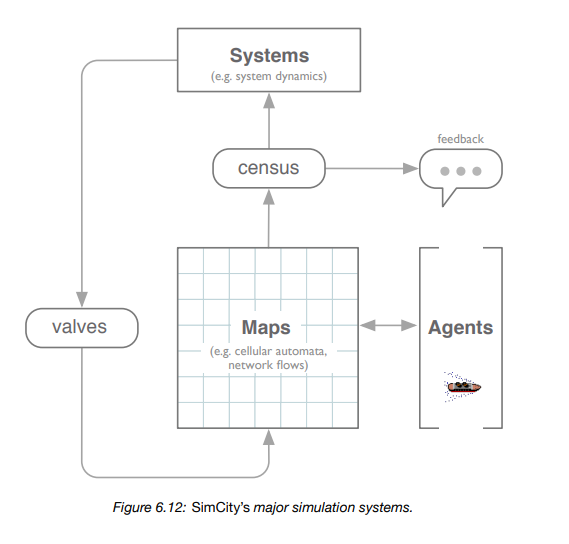 Systems
(e.g. system dynamics)
feedback
census
valves
Maps
(e.g. cellular automata,
network flows)
Agents
Figure 6.12: SimCity's major simulation systems.